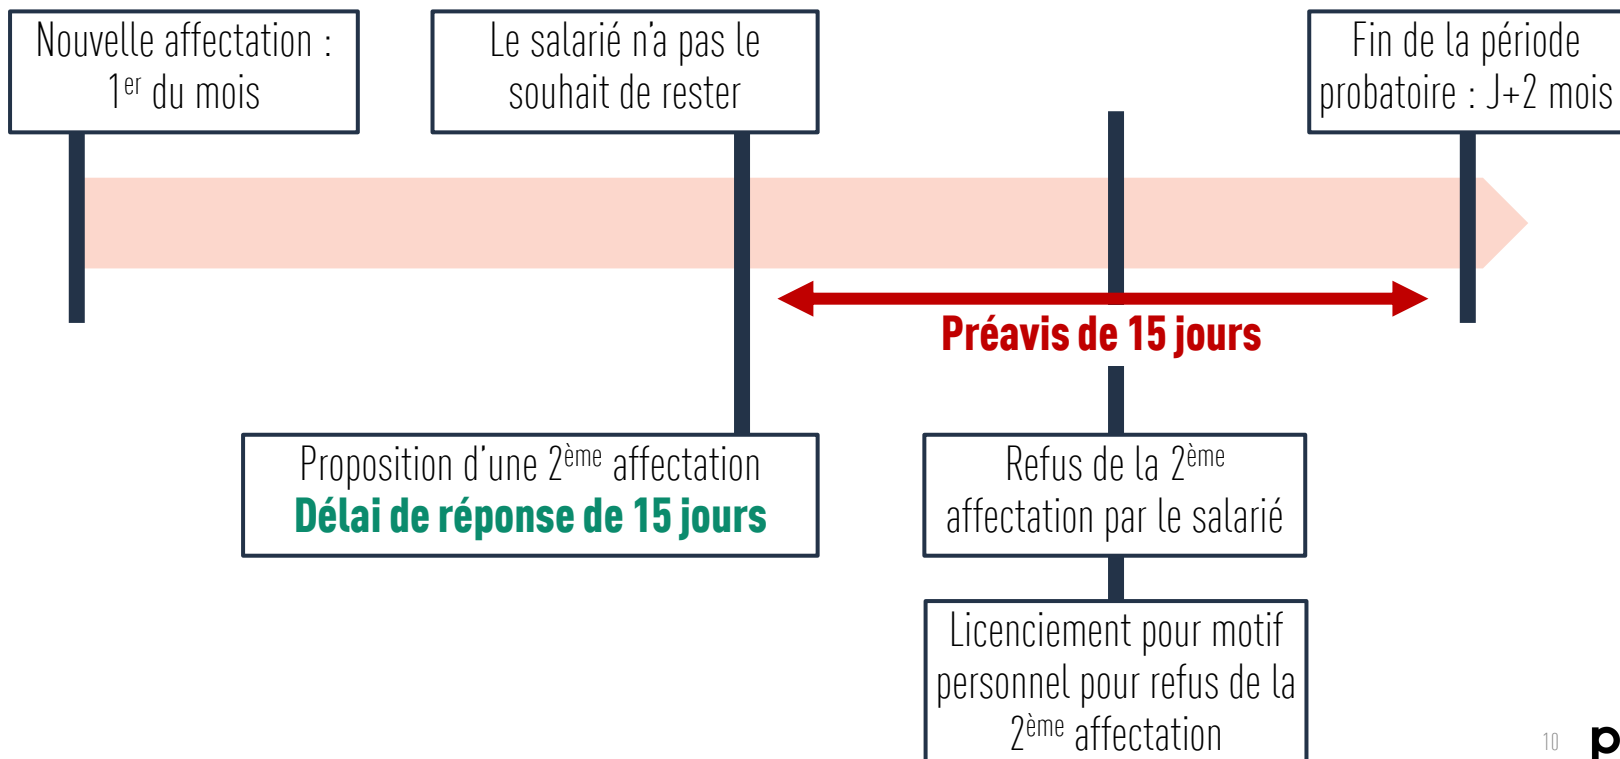 Nouvelle affectation :
1er du mois
Le salarié n'a pas le
souhait de rester
Fin de la période
probatoire : J+2 mois
Préavis de 15 jours
Proposition d'une 2ème affectation
Délai de réponse de 15 jours
Refus de la 2ème
affectation par le salarié
Licenciement pour motif
personnel pour refus de la
2ème affectation
10
p